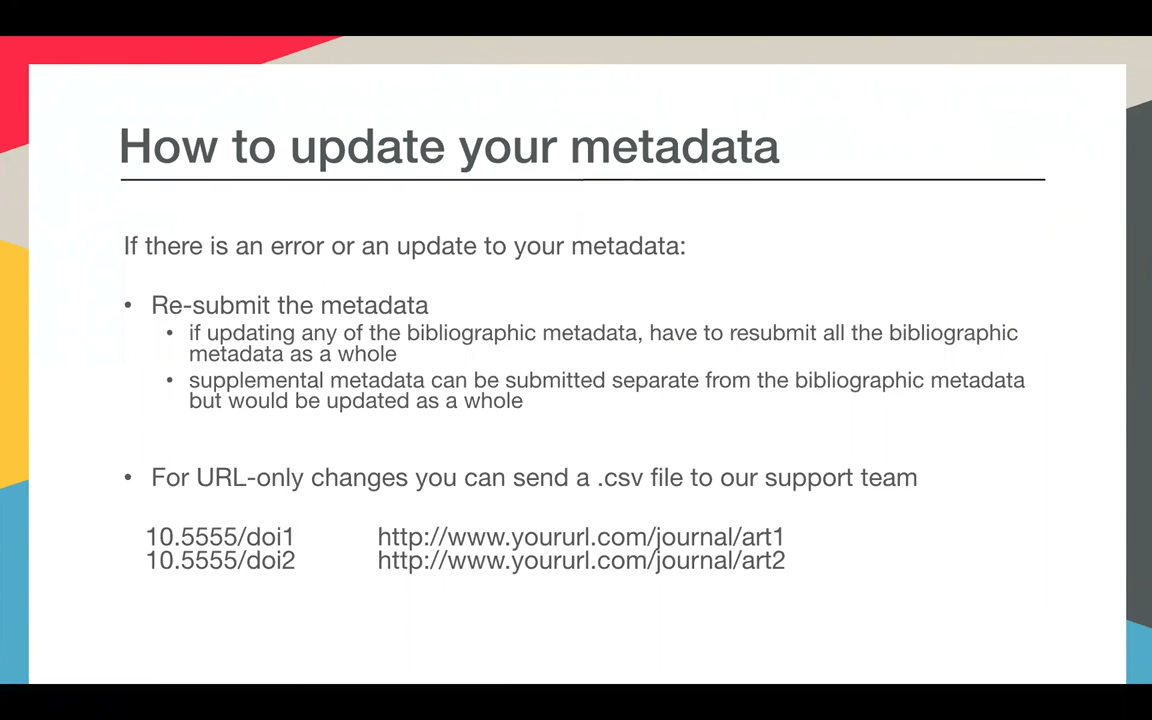 How to update your metadata
If there is an error or an update to your metadata:
• Re-submit the metadata
• if updating any of the bibliographic metadata, have to resubmit all the bibliographic
metadata as a whole
• supplemental metadata can be submitted separate from the bibliographic metadata
but would be updated as a whole
• For URL-only changes you can send a .csv file to our support team
10.5555/doi1 http://www.yoururl.com/journal/art1
10.5555/doi2 http://www.yoururl.com/journal/art2